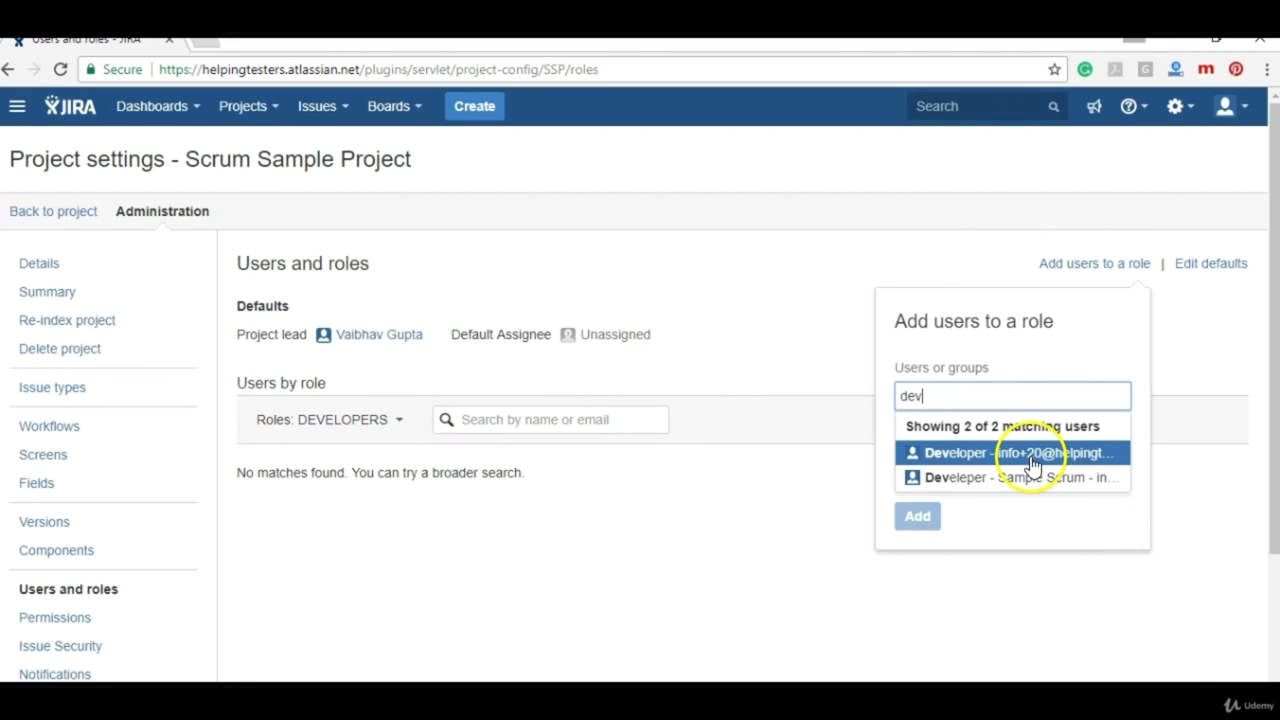 Users and roles - JIRA
Secure
https://helpingtesters.atlassian.net/plugins/servlet/project-config/SSP/roles
JIRA
Dashboards
Projects
Issues
Boards
Create
Search
Project settings - Scrum Sample Project
Back to project
Administration
Details
Summary
Re-index project
Delete project
Issue types
Workflows
Screens
Fields
Versions
Components
Users and roles
Permissions
Issue Security
Notifications
Users and roles
Add users to a role | Edit defaults
Defaults
Project lead Vaibhav Gupta Default Assignee Unassigned
Users by role
Roles: DEVELOPERS
Search by name or email
No matches found. You can try a broader search.
Add users to a role
Users or groups
dev
Showing 2 of 2 matching users
Developer - info+20@helpingt...
Develeper - Sample Scrum - in...
Add
Udemy